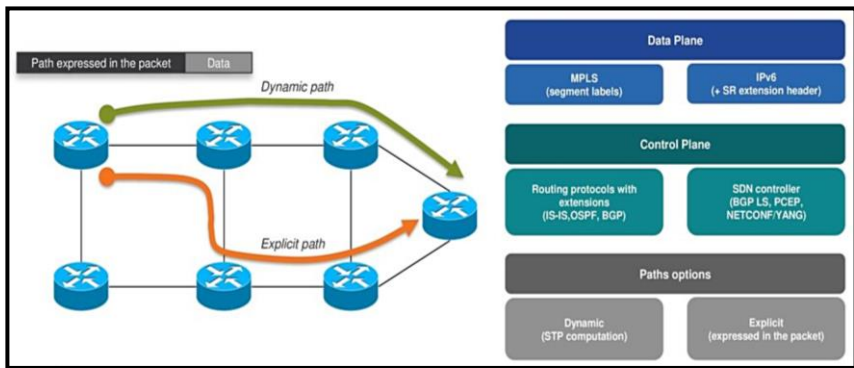 Path expressed in the packet
Data
Dynamic path
Explicit path
Data Plane
MPLS
(segment labels)
IPv6
(+ SR extension header)
Control Plane
Routing protocols with
extensions
(IS-IS,OSPF, BGP)
SDN controller
(BGP LS, PCEP,
NETCONF/YANG)
Paths options
Dynamic
(STP computation)
Explicit
(expressed in the packet)